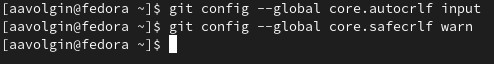 [aavolgin@fedora ~]$ git config --global core.autocrlf input
[aavolgin@fedora ~]$ git config --global core.safecrlf warn
[aavolgin@fedora ~]$